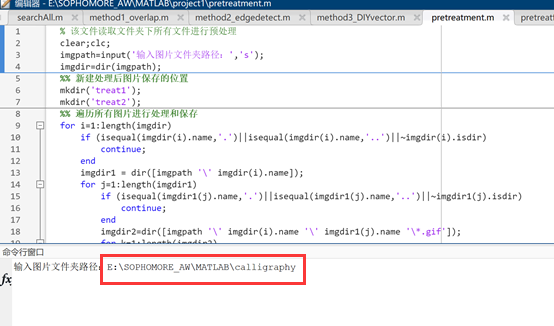 编辑器 - E:\SOPHOMORE_AW\MATLAB\project1\pretreatment.m
searchAll.m × method1_overlap.m × method2_edgedetect.m × method3_DIYvector.m × pretreatment.m × pretreat
1 % 该文件读取文件夹下所有文件进行预处理
2 clear;clc;
3 imgpath=input('输入图片文件夹路径：','s');
4 imgdir=dir(imgpath);
5 %% 新建处理后图片保存的位置
6 mkdir('treat1');
7 mkdir('treat2');
8 %% 遍历所有图片进行处理和保存
9 for i=1:length(imgdir)
10 if (isequal(imgdir(i).name,'.')||isequal(imgdir(i).name,'..')||~imgdir(i).isdir)
11 continue;
12 end
13 imgdir1 = dir([imgpath '\' imgdir(i).name]);
14 for j=1:length(imgdir1)
15 if (isequal(imgdir1(j).name,'.')||isequal(imgdir1(j).name,'..')||~imgdir1(j).isdir)
16 continue;
17 end
18 imgdir2=dir([imgpath '\' imgdir(i).name '\' imgdir1(j).name '\*.gif']);
19 for k=1:length(imgdir2)
命令行窗口
fx 输入图片文件夹路径：E:\SOPHOMORE_AW\MATLAB\calligraphy